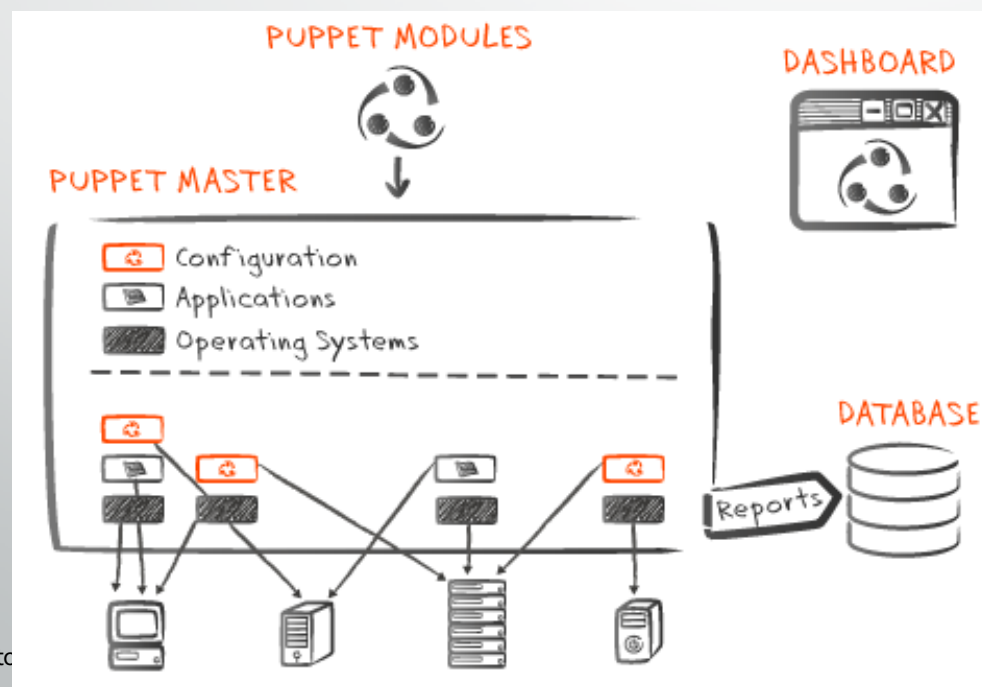 PUPPET MODULES
DASHBOARD
PUPPET MASTER
Configuration
Applications
Operating Systems
DATABASE
Reports